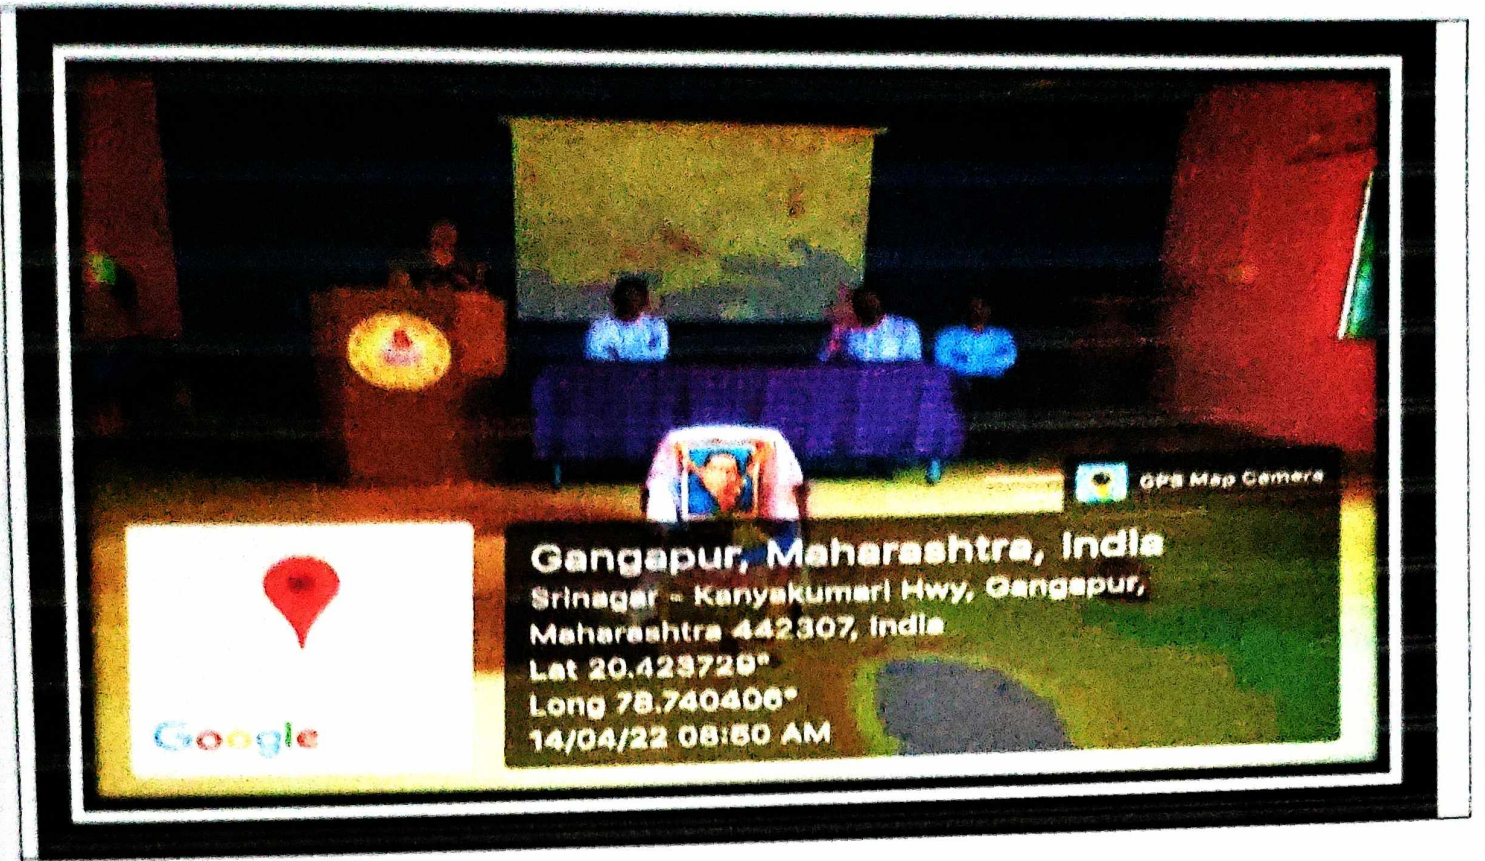 GPS Map Camera
Gangapur, Maharashtra, India
Srinagar - Kanyakumari Hwy, Gangapur,
Maharashtra 442307, India
Lat 20.423729°
Long 78.740406°
14/04/22 08:50 AM
Google